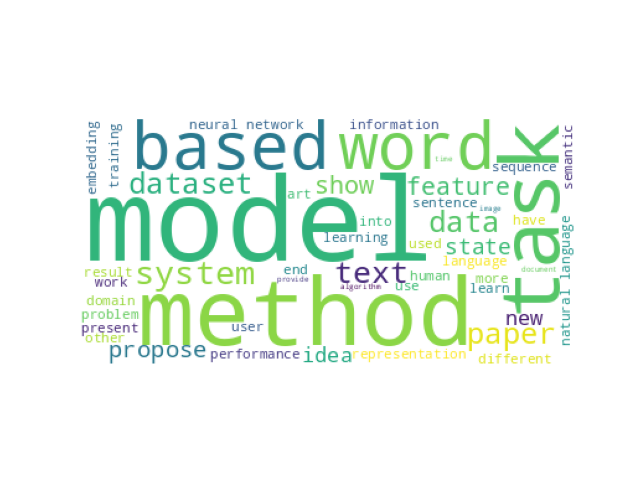 neural network information
based word
time
task
semantic
embedding
training
sequence
dataset art show feature
sentence image
model
into data have
learning used state
language
natural language
result system end text human more document
work provide algorithm use learn
domain method
problem new
present user paper
other
propose performance idea representation different